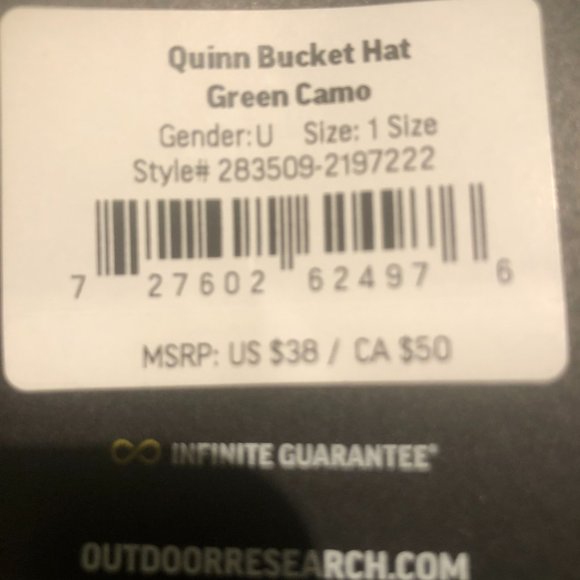 Quinn Bucket Hat
Green Camo
Gender:U Size: 1 Size
Style# 283509-2197222
7 27602 62497 6
MSRP: US $38 / CA $50
INFINITE GUARANTEE®
OUTDOORRESEARCH.COM